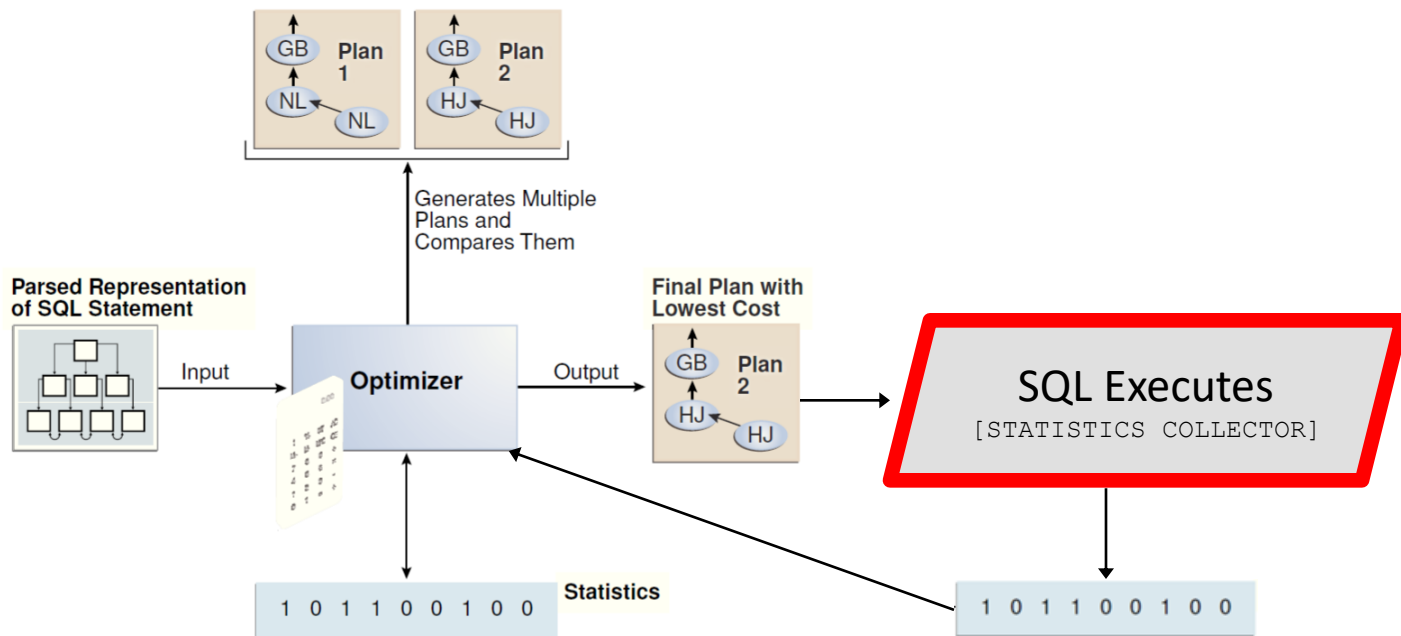 GB
Plan
1
NL
NL
GB
Plan
2
HJ
HJ
Generates Multiple
Plans and
Compares Them
Parsed Representation
of SQL Statement
Input
Optimizer
Output
Final Plan with
Lowest Cost
GB
Plan
2
HJ
HJ
SQL Executes
[STATISTICS COLLECTOR]
1 0 1 1 0 0 1 0 0
Statistics
1 0 1 1 0 0 1 0 0